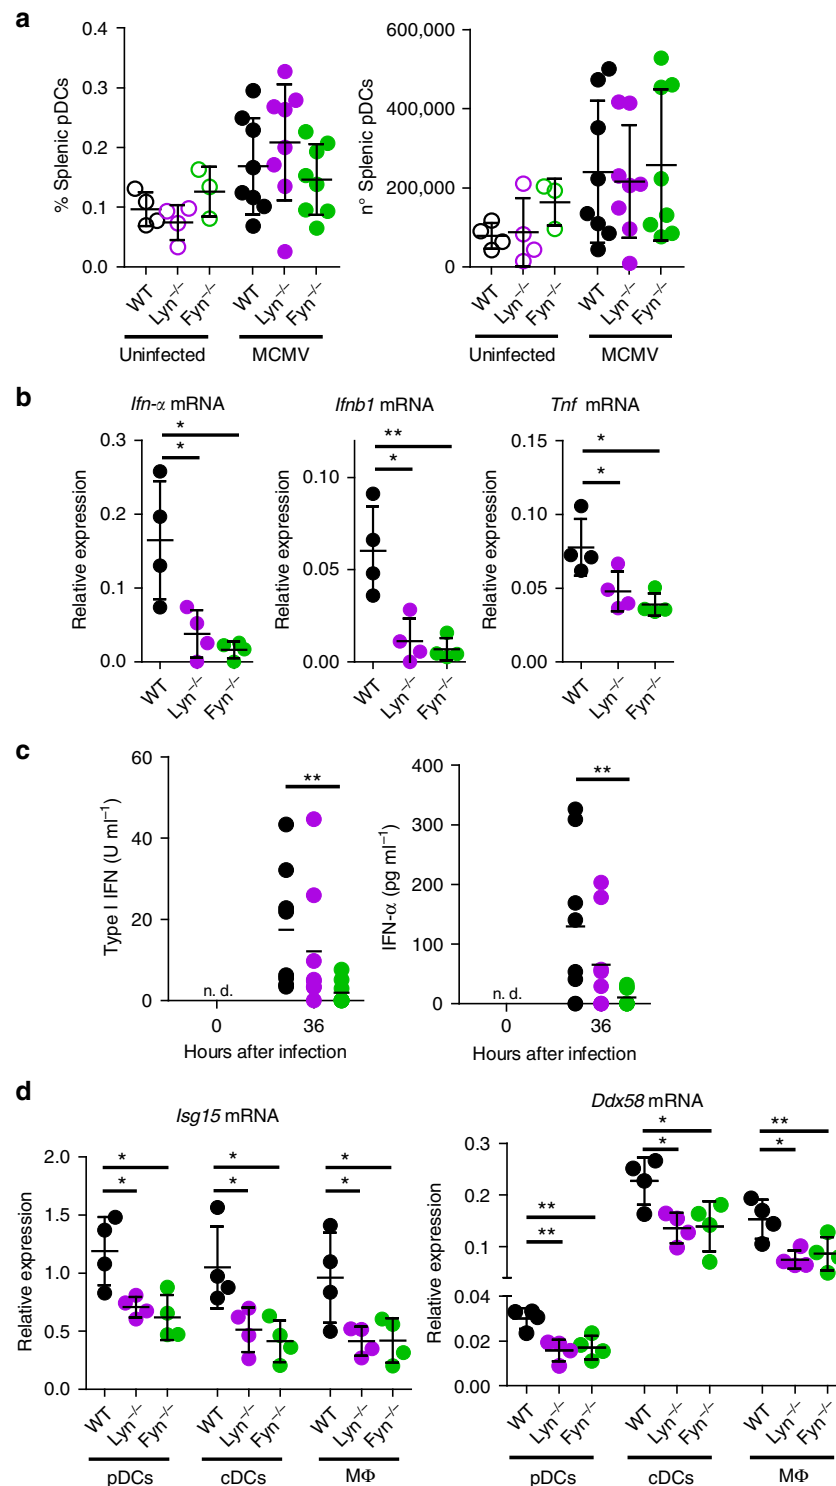 a
% Splenic pDCs
0.4
0.3
0.2
0.1
0.0
WT
Lyn−/−
Fyn−/−
WT
Lyn−/−
Fyn−/−
Uninfected
MCMV
n° Splenic pDCs
600,000
400,000
200,000
0
WT
Lyn−/−
Fyn−/−
WT
Lyn−/−
Fyn−/−
Uninfected
MCMV
b
Ifn-α mRNA
Relative expression
0.3
0.2
0.1
0.0
*
*
WT
Lyn−/−
Fyn−/−
Ifnb1 mRNA
Relative expression
0.10
0.05
0.00
**
*
WT
Lyn−/−
Fyn−/−
Tnf mRNA
Relative expression
0.15
0.10
0.05
0.00
*
*
WT
Lyn−/−
Fyn−/−
c
Type I IFN (U ml−1)
60
40
20
0
**
n. d.
0
36
Hours after infection
IFN-α (pg ml−1)
400
300
200
100
0
**
n. d.
0
36
Hours after infection
d
Isg15 mRNA
Relative expression
2.0
1.5
1.0
0.5
0.0
*
*
*
*
*
*
WT
Lyn−/−
Fyn−/−
WT
Lyn−/−
Fyn−/−
WT
Lyn−/−
Fyn−/−
pDCs
cDCs
MΦ
Ddx58 mRNA
Relative expression
0.3
0.2
0.1
0.04
0.02
0.00
**
**
*
*
**
*
WT
Lyn−/−
Fyn−/−
WT
Lyn−/−
Fyn−/−
WT
Lyn−/−
Fyn−/−
pDCs
cDCs
MΦ